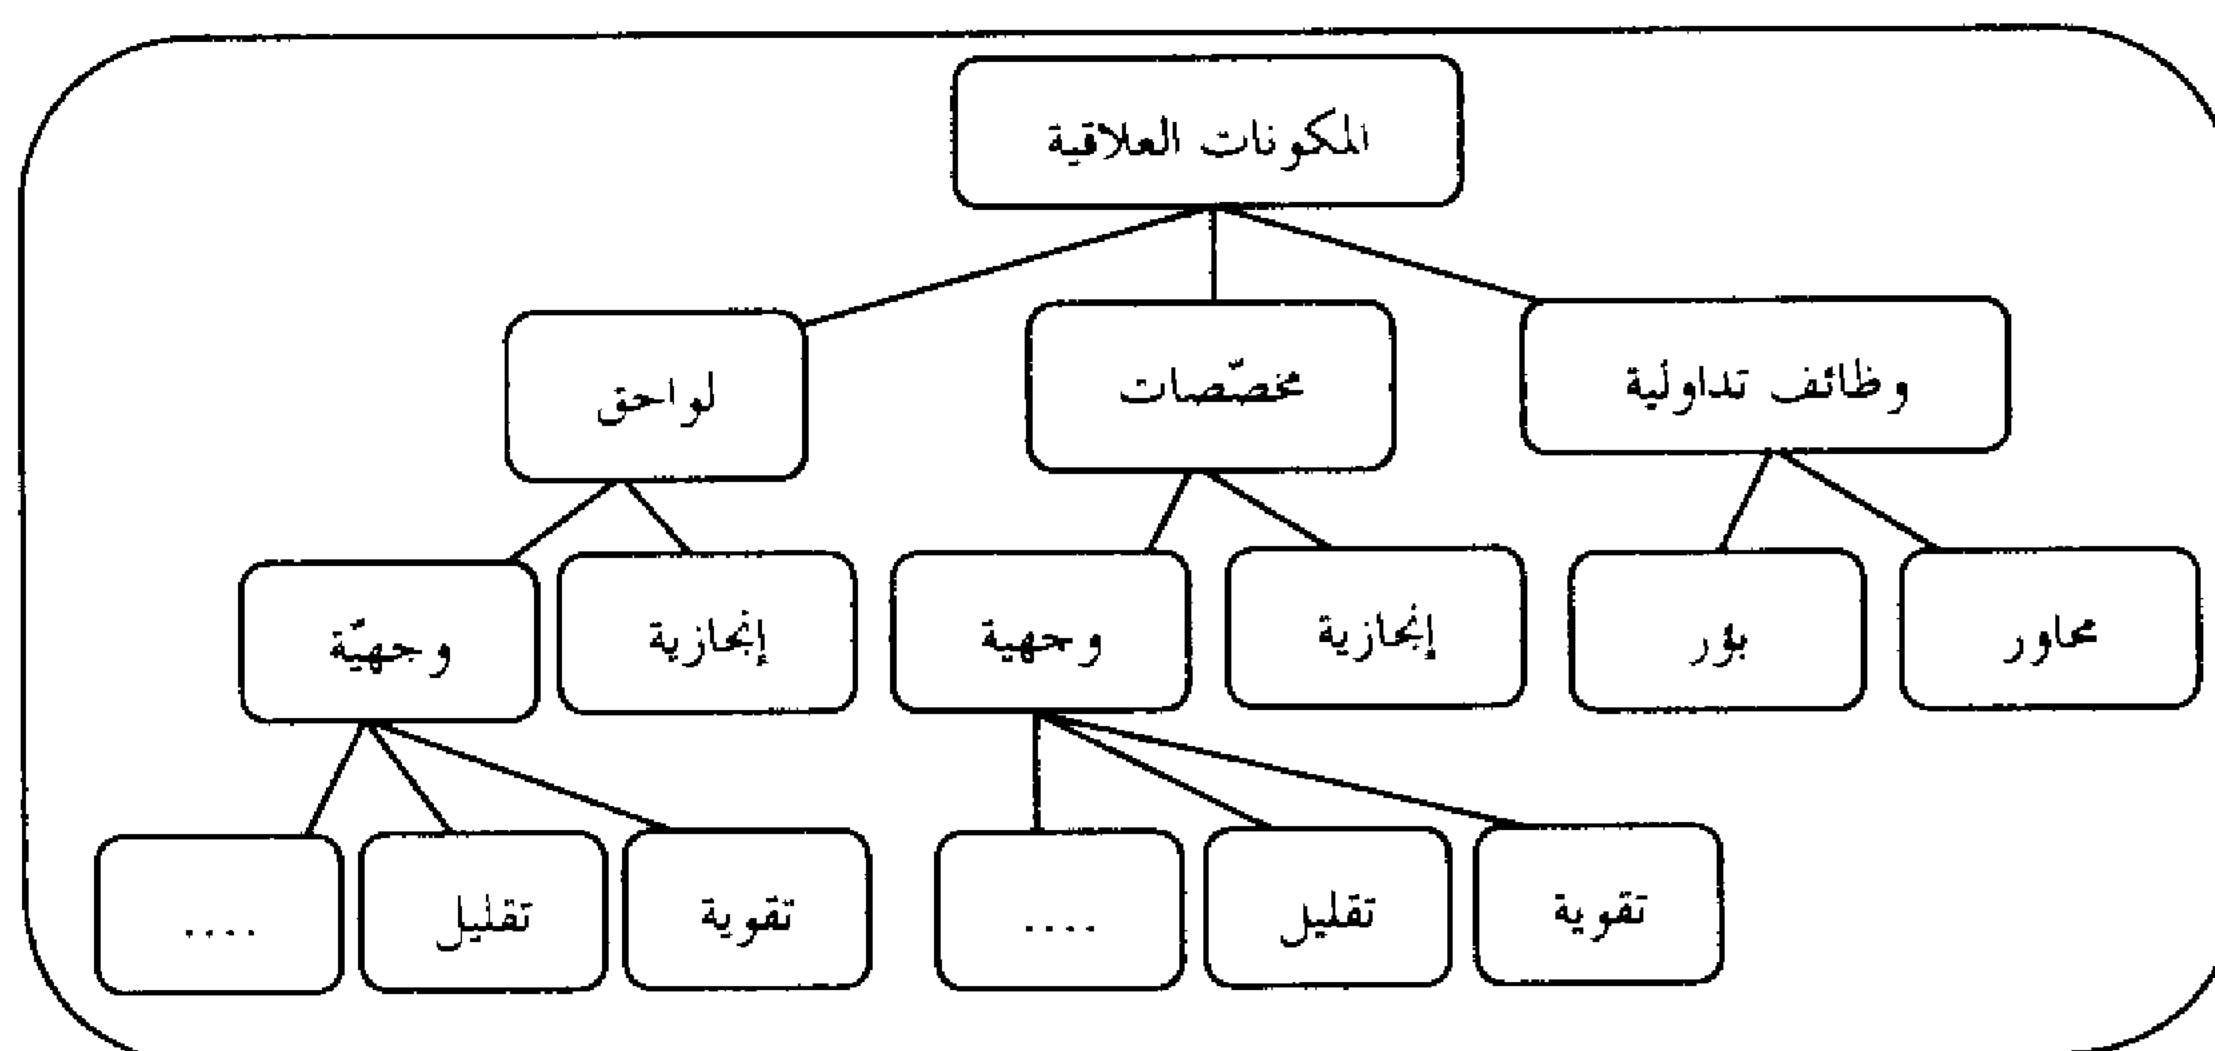 المكونات العلاقية
وظائف تداولية
مخصّصات
لواحق
محاور
بؤر
إنجازية
وجهية
إنجازية
وجهيّة
تقوية
تقليل
....
تقوية
تقليل
....